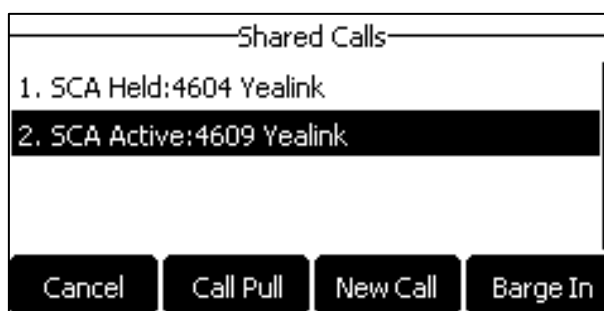 Shared Calls
1. SCA Held:4604 Yealink
2. SCA Active:4609 Yealink
Cancel Call Pull New Call Barge In